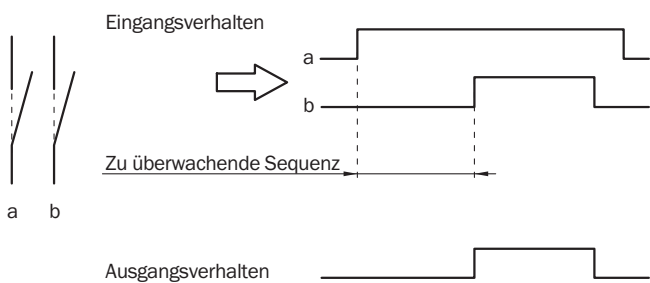 Eingangsverhalten
a
b
Zu überwachende Sequenz
a b
Ausgangsverhalten